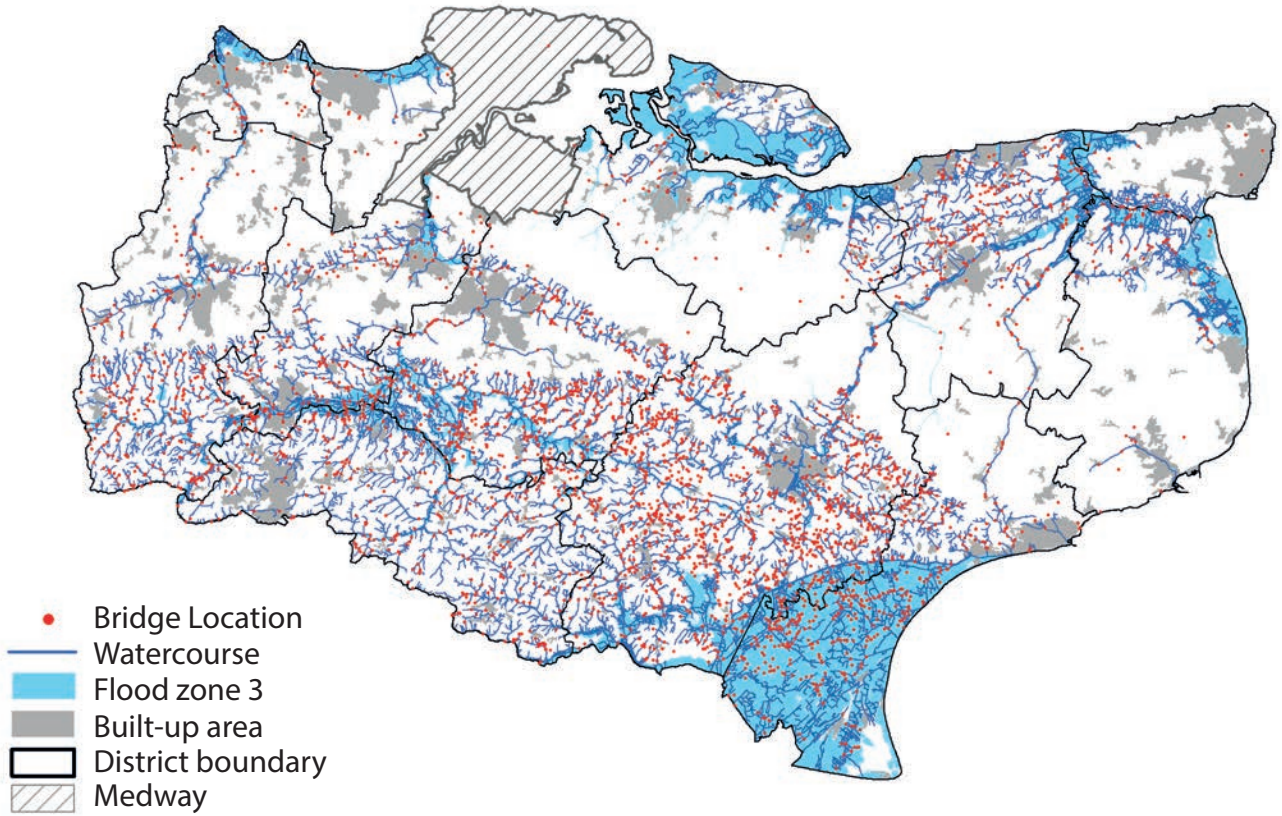 Bridge Location
Watercourse
Flood zone 3
Built-up area
District boundary
Medway